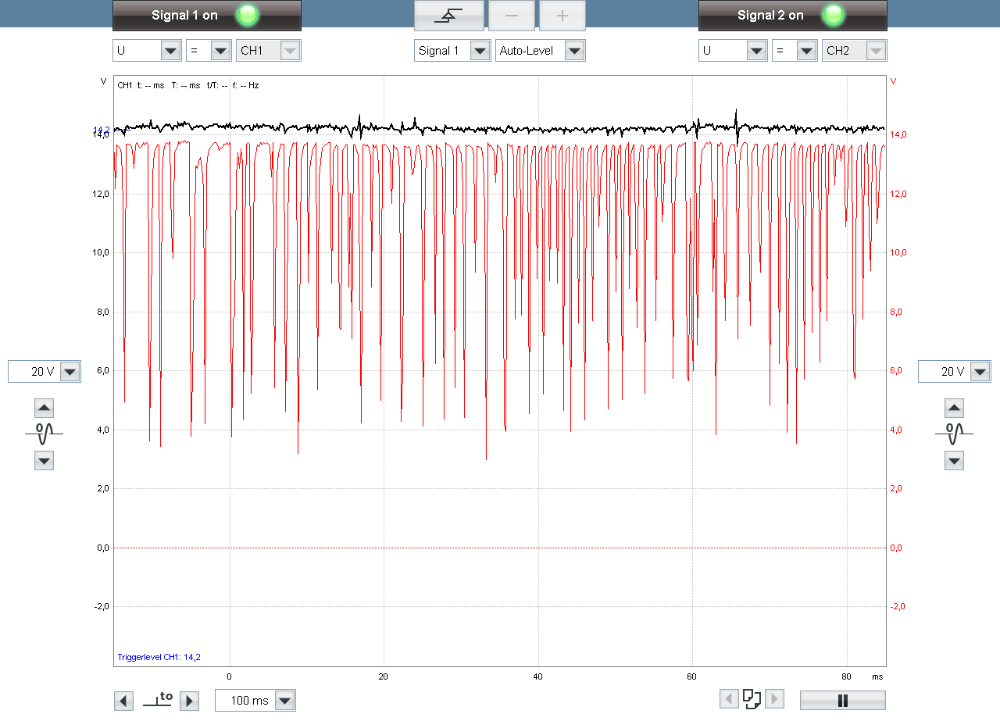 Signal 1 on
Signal 2 on
U = CH1
Signal 1 Auto-Level
U = CH2
V
V
CH1 t: -- ms T: -- ms t/T: -- f: -- Hz
14,2
14,0
14,0
12,0
12,0
10,0
10,0
8,0
8,0
6,0
6,0
20 V
20 V
0
0
4,0
4,0
2,0
2,0
0,0
0,0
-2,0
-2,0
Triggerlevel CH1: 14,2
0 20 40 60 80 ms
to
100 ms